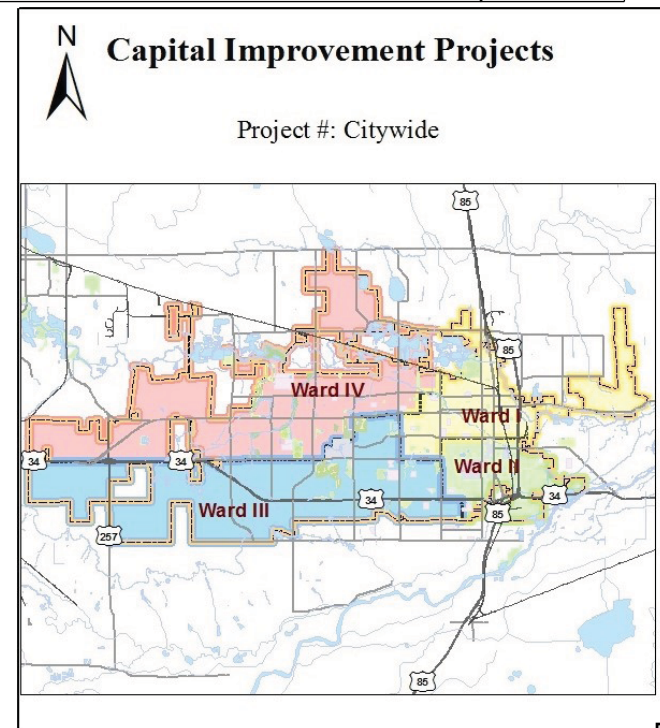 N
Capital Improvement Projects
Project #: Citywide
85
85
Ward IV
Ward I
Ward II
34
34
34
34
Ward III
85
257
85